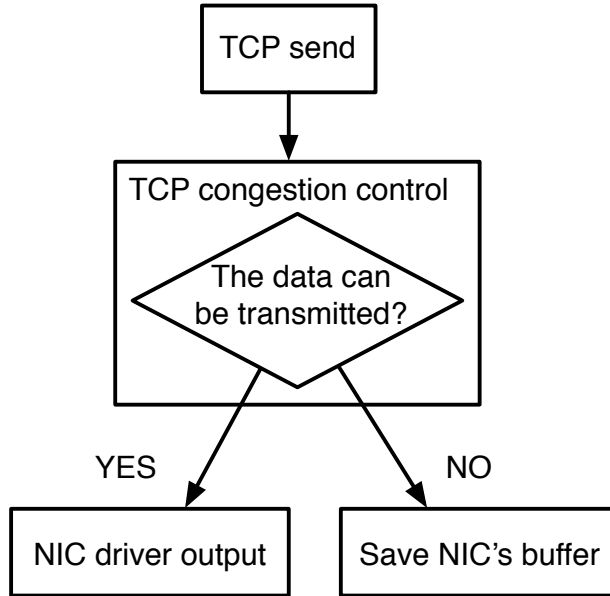 TCP send
TCP congestion control
The data can
be transmitted?
YES
NO
NIC driver output
Save NIC’s buffer